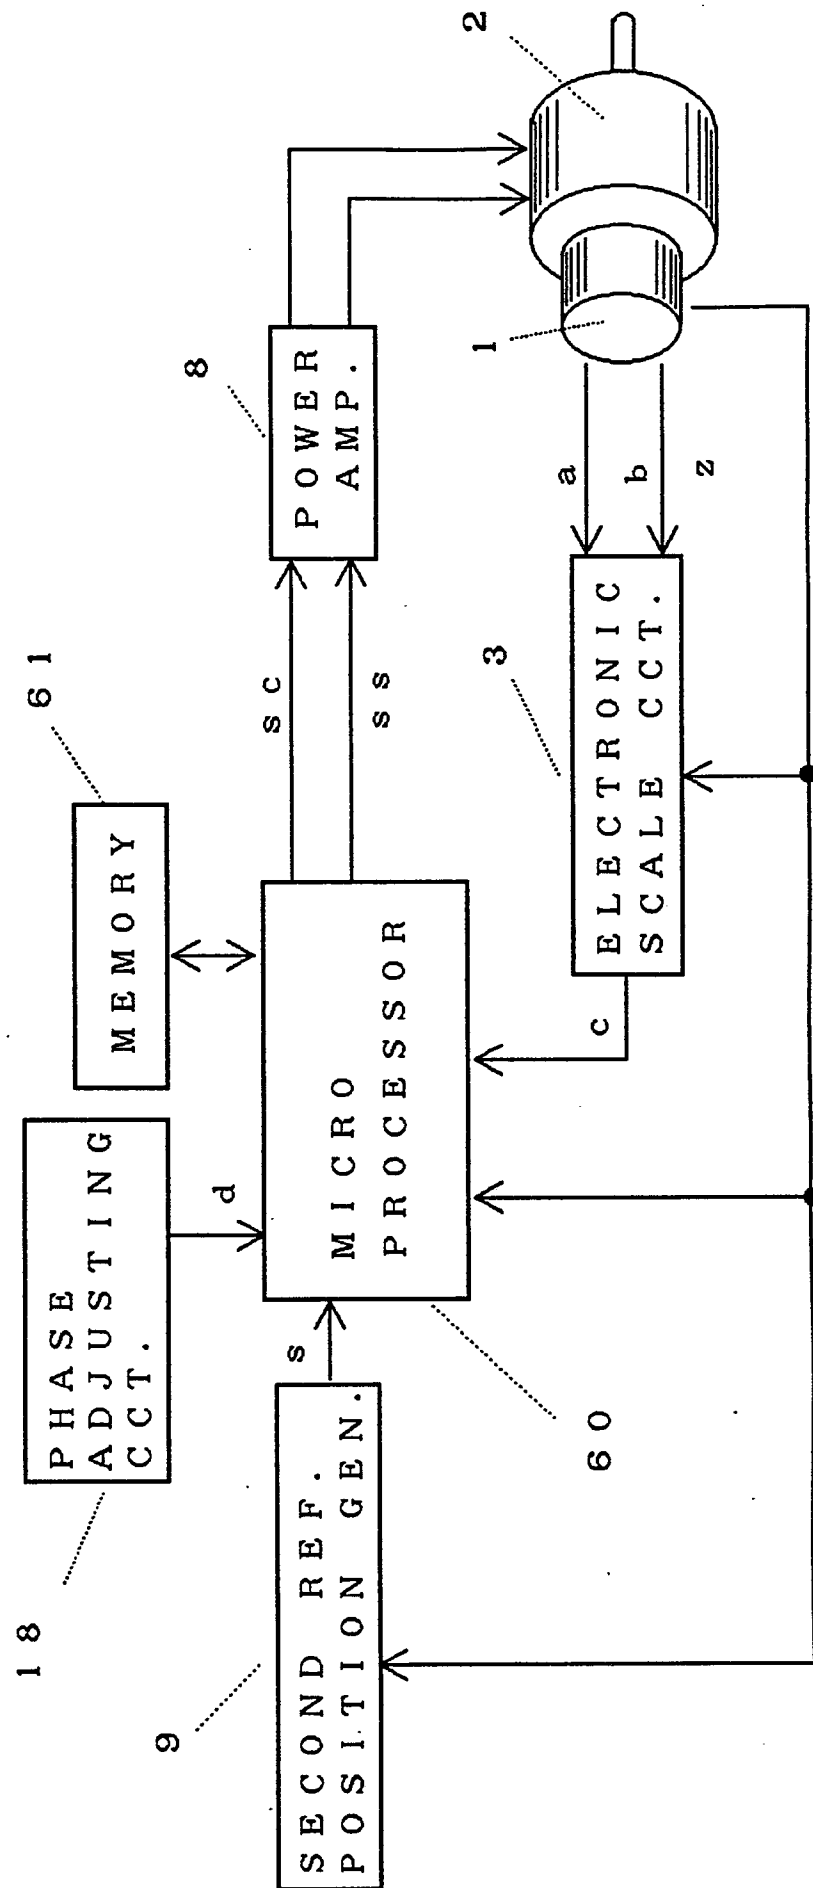 18
PHASE
ADJUSTING
CCT.
61
MEMORY
d
9
SECOND REF.
POSITION GEN.
s
MICRO
PROCESSOR
60
sc
ss
8
POWER
AMP.
2
1
a
b
z
3
ELECTRONIC
SCALE CCT.
c